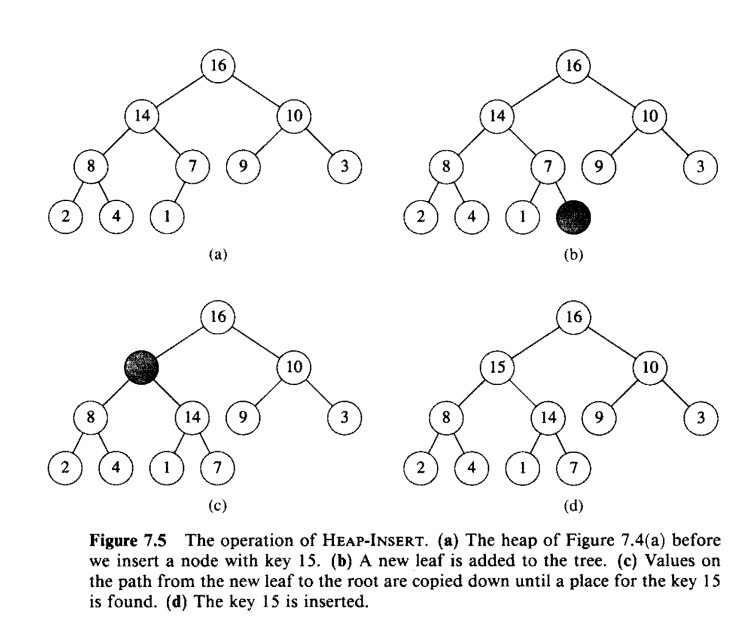 16 16
14 10 14 10
8 7 9 3 8 7 9 3
2 4 1 2 4 1
(a) (b)
16 16
10 15 10
8 14 9 3 8 14 9 3
2 4 1 7 2 4 1 7
(c) (d)
Figure 7.5 The operation of HEAP-INSERT. (a) The heap of Figure 7.4(a) before
we insert a node with key 15. (b) A new leaf is added to the tree. (c) Values on
the path from the new leaf to the root are copied down until a place for the key 15
is found. (d) The key 15 is inserted.